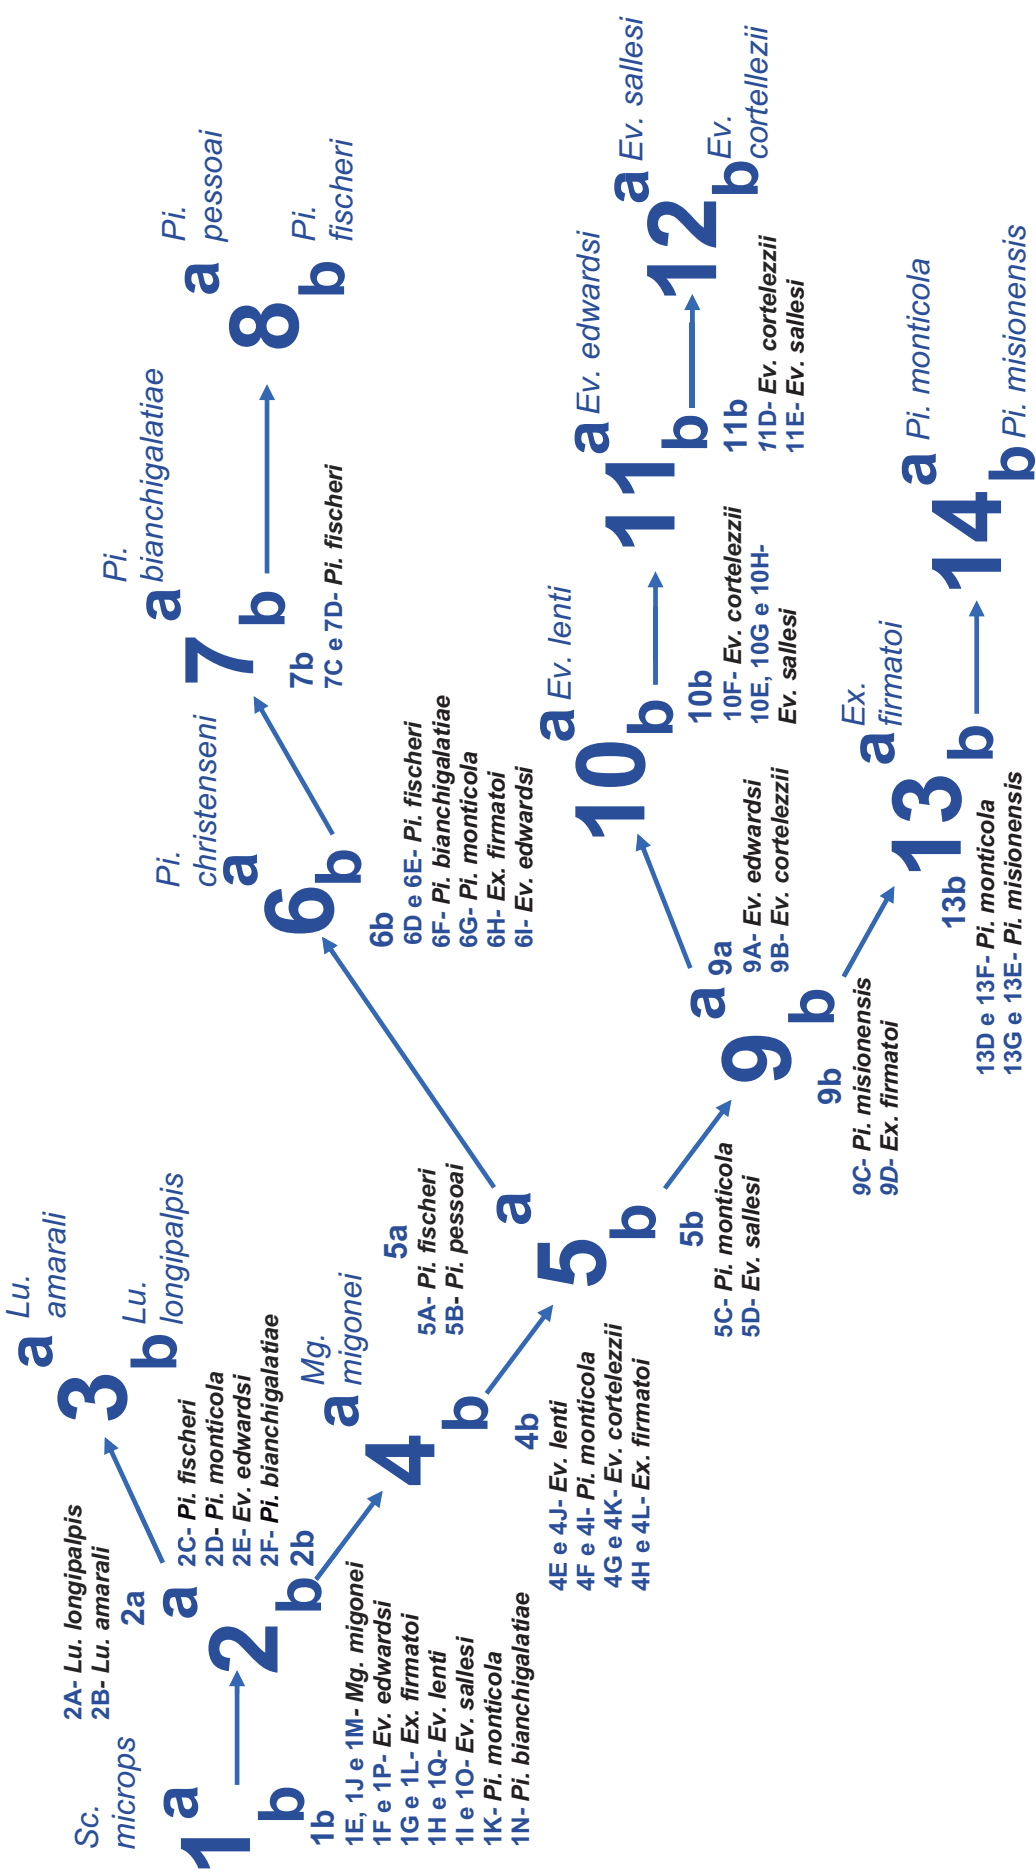 Sc.
microps
1
a
b
1b
1E, 1J e 1M- Mg. migonei
1F e 1P- Ev. edwardsi
1G e 1L- Ex. firmatoi
1H e 1Q- Ev. lenti
1I e 1O- Ev. sallesi
1K- Pi. monticola
1N- Pi. bianchigalatiae
2A- Lu. longipalpis
2B- Lu. amarali
2a
2
a
b
2C- Pi. fischeri
2D- Pi. monticola
2E- Ev. edwardsi
2F- Pi. bianchigalatiae
2b
3
a
Lu.
amarali
b
Lu.
longipalpis
4
a
Mg.
migonei
b
4b
4E e 4J- Ev. lenti
4F e 4I- Pi. monticola
4G e 4K- Ev. cortelezzii
4H e 4L- Ex. firmatoi
5a
5A- Pi. fischeri
5B- Pi. pessoai
5
a
b
5b
5C- Pi. monticola
5D- Ev. sallesi
6
a
Pi.
christenseni
b
6b
6D e 6E- Pi. fischeri
6F- Pi. bianchigalatiae
6G- Pi. monticola
6H- Ex. firmatoi
6I- Ev. edwardsi
7
a
Pi.
bianchigalatiae
b
7b
7C e 7D- Pi. fischeri
8
a
Pi.
pessoai
b
Pi.
fischeri
9
a
9a
9A- Ev. edwardsi
9B- Ev. cortelezzii
b
9b
9C- Pi. misionensis
9D- Ex. firmatoi
10
a
Ev. lenti
b
10b
10F- Ev. cortelezzii
10E, 10G e 10H-
Ev. sallesi
11
a
Ev. edwardsi
b
11b
11D- Ev. cortelezzii
11E- Ev. sallesi
12
a
Ev. sallesi
b
Ev.
cortellezii
13
a
Ex.
firmatoi
b
13b
13D e 13F- Pi. monticola
13G e 13E- Pi. misionensis
14
a
Pi. monticola
b
Pi. misionensis